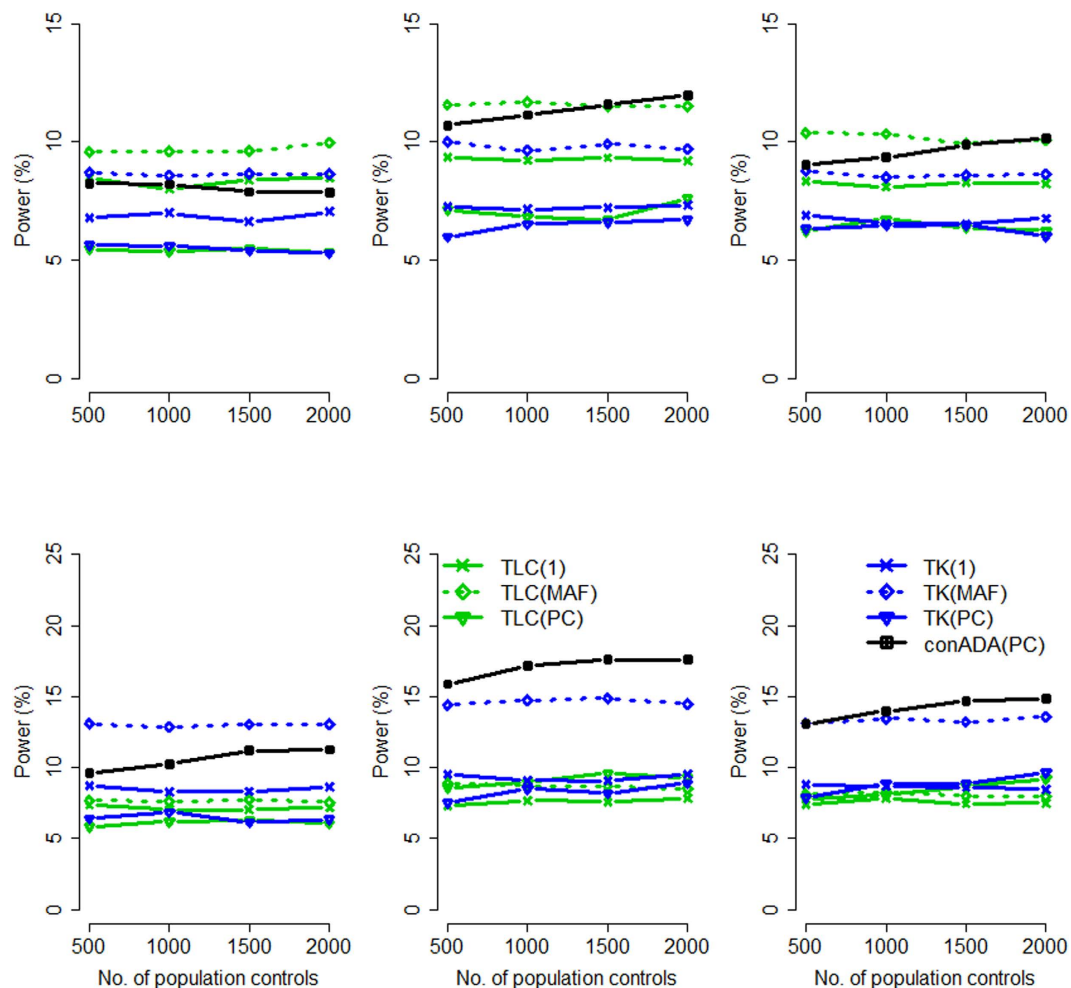 15
10
5
0
Power (%)
500 1000 1500 2000
15
10
5
0
Power (%)
500 1000 1500 2000
15
10
5
0
Power (%)
500 1000 1500 2000
25
20
15
10
5
0
Power (%)
500 1000 1500 2000
No. of population controls
25
20
15
10
5
0
Power (%)
TLC(1)
TLC(MAF)
TLC(PC)
500 1000 1500 2000
No. of population controls
25
20
15
10
5
0
Power (%)
TK(1)
TK(MAF)
TK(PC)
conADA(PC)
500 1000 1500 2000
No. of population controls